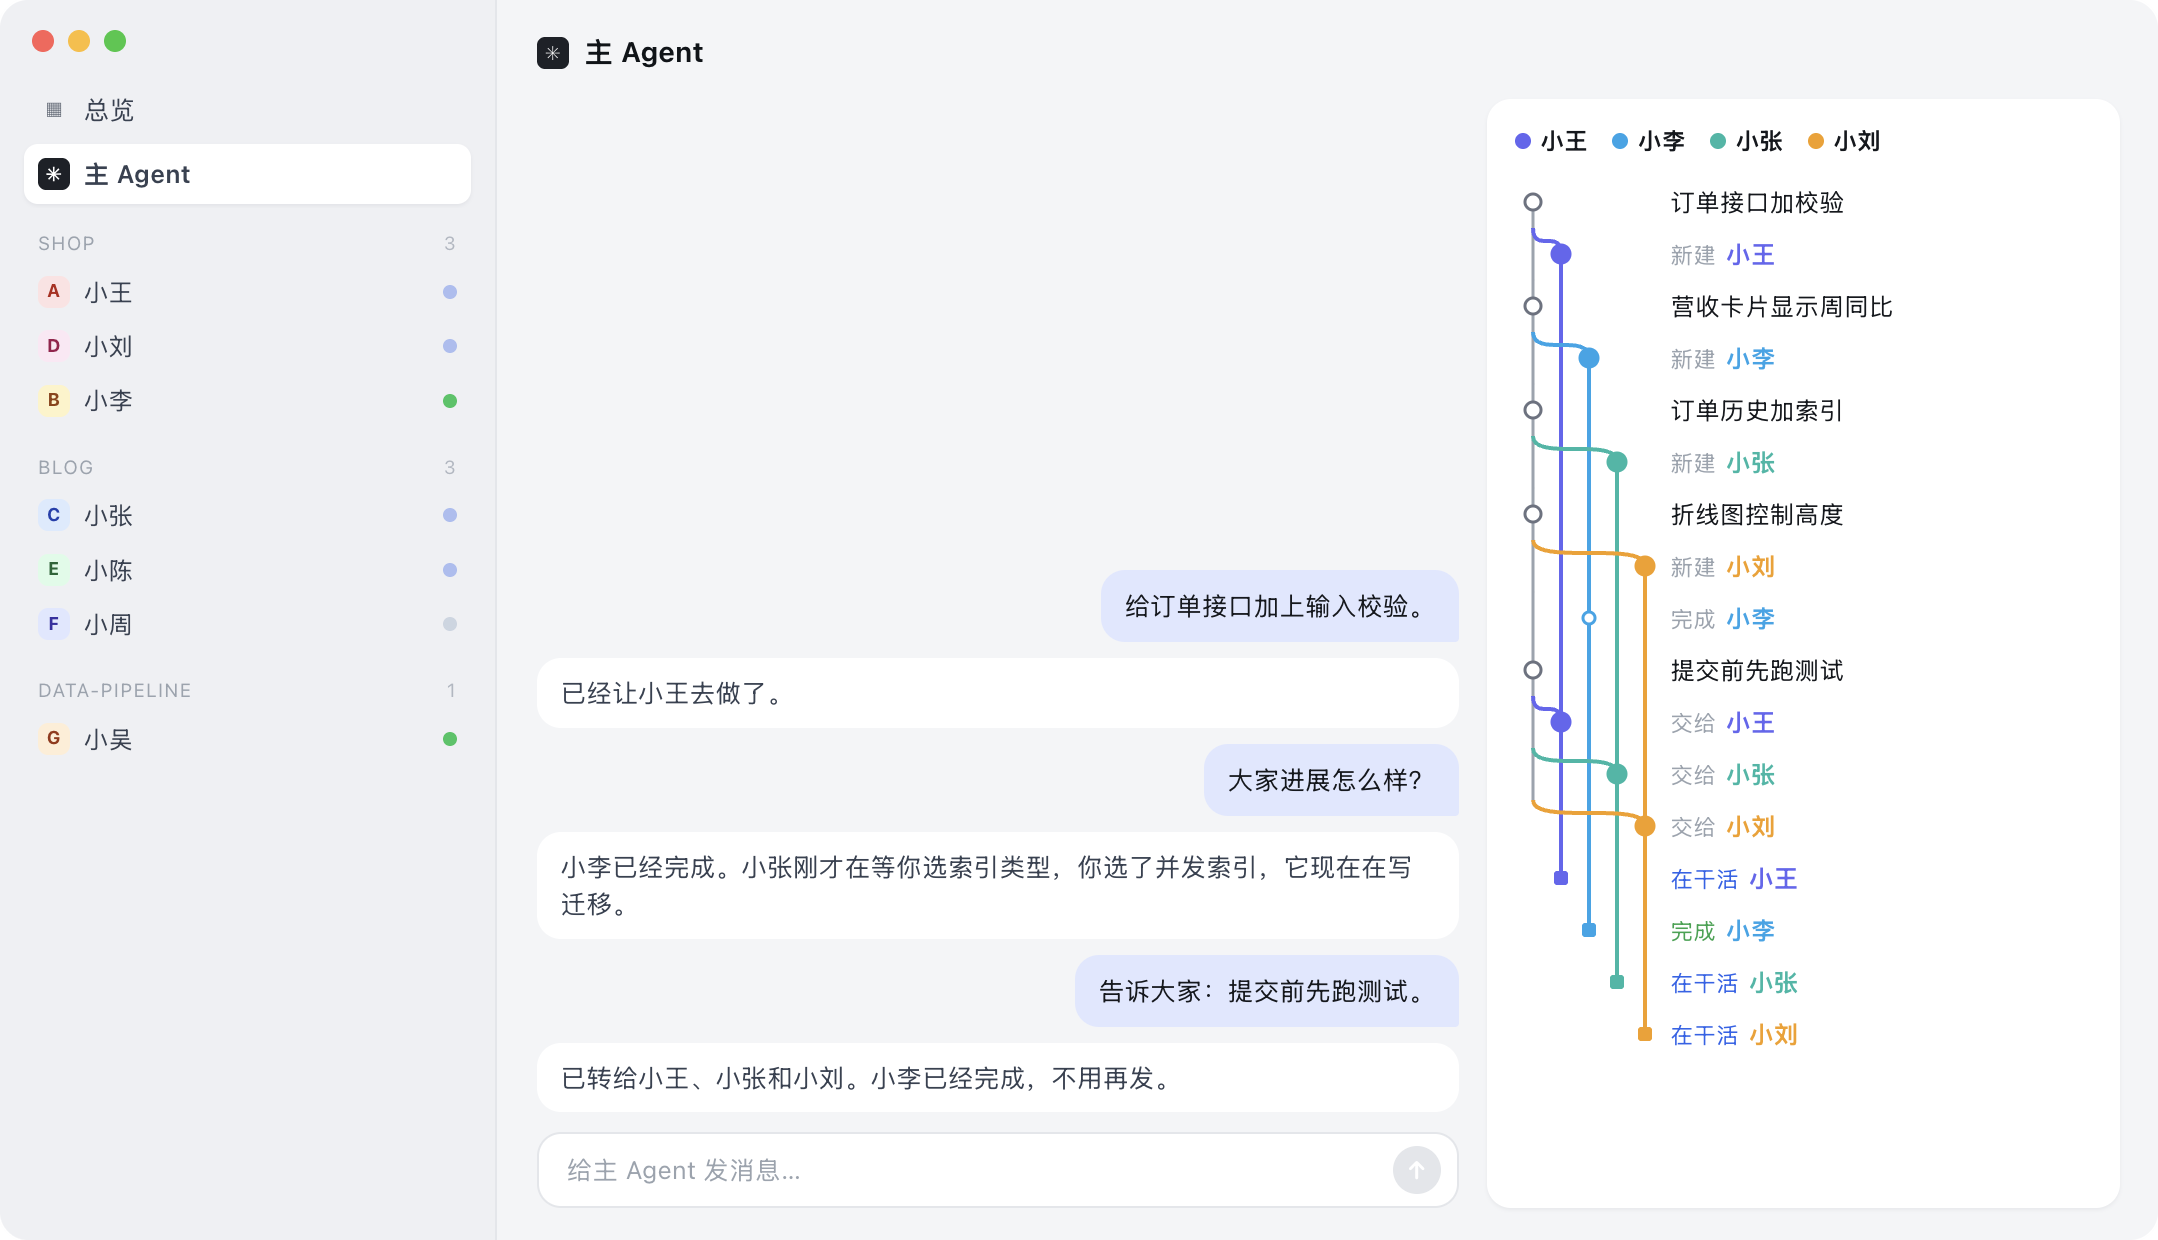 总览
主 Agent
SHOP 3
A 小王
D 小刘
B 小李
BLOG 3
C 小张
E 小陈
F 小周
DATA-PIPELINE 1
G 小吴
主 Agent
给订单接口加上输入校验。
已经让小王去做了。
大家进展怎么样？
小李已经完成。小张刚才在等你选索引类型，你选了并发索引，它现在在写
迁移。
告诉大家：提交前先跑测试。
已转给小王、小张和小刘。小李已经完成，不用再发。
给主 Agent 发消息...
小王 小李 小张 小刘
订单接口加校验
新建 小王
营收卡片显示周同比
新建 小李
订单历史加索引
新建 小张
折线图控制高度
新建 小刘
完成 小李
提交前先跑测试
交给 小王
交给 小张
交给 小刘
在干活 小王
完成 小李
在干活 小张
在干活 小刘